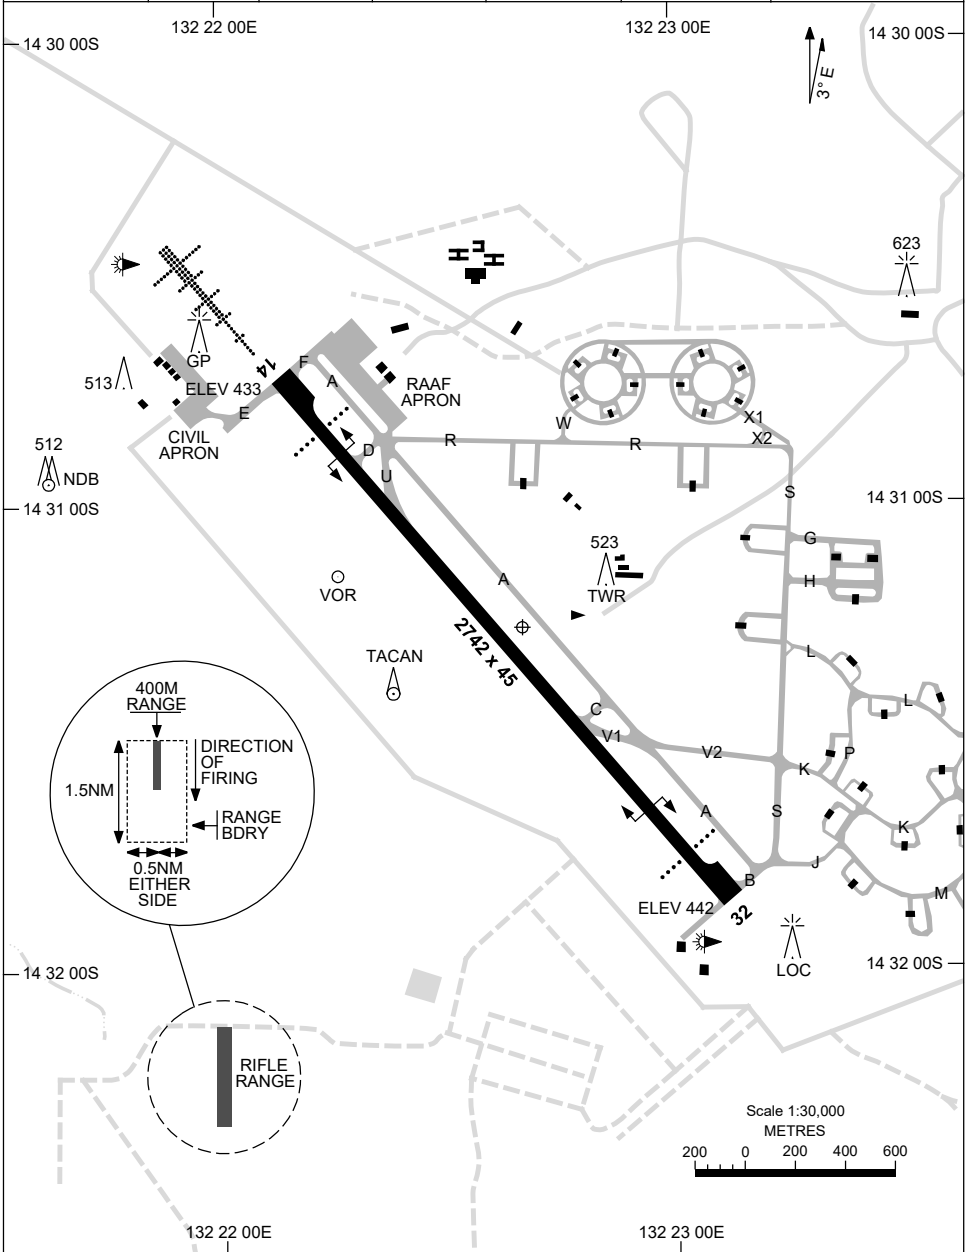 132 22 00E
132 23 00E
14 30 00S
14 30 00S
3° E
623
GP
513
ELEV 433
14
F
A
RAAF
APRON
E
CIVIL
APRON
W
X1
X2
R
R
D
U
512
NDB
S
14 31 00S
14 31 00S
G
523
H
A
TWR
VOR
2742 x 45
L
TACAN
L
C
V1
V2
P
K
400M
RANGE
DIRECTION
OF
FIRING
1.5NM
RANGE
BDRY
0.5NM
EITHER
SIDE
A
S
K
J
B
M
ELEV 442
32
LOC
14 32 00S
14 32 00S
RIFLE
RANGE
Scale 1:30,000
METRES
200 0 200 400 600
132 22 00E
132 23 00E